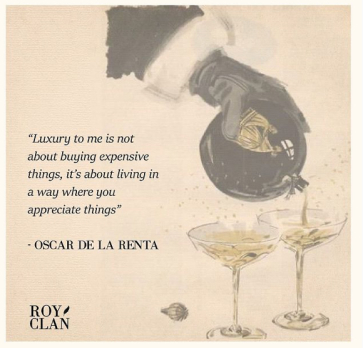 “Luxury to me is not
about buying expensive
things, it’s about living in
a way where you
appreciate things”
- OSCAR DE LA RENTA
ROY
CLAN